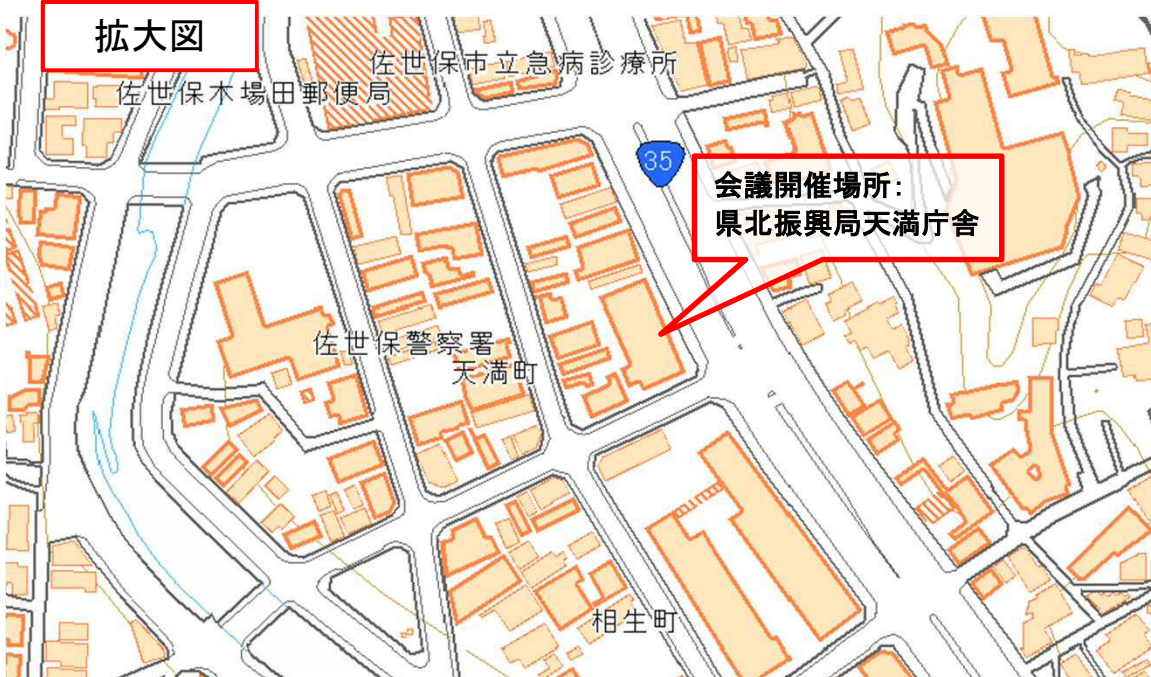 拡大図
佐世保市立急病診療所
佐世保木場田郵便局
35
会議開催場所:
県北振興局天満庁舎
佐世保警察署
天満町
相生町